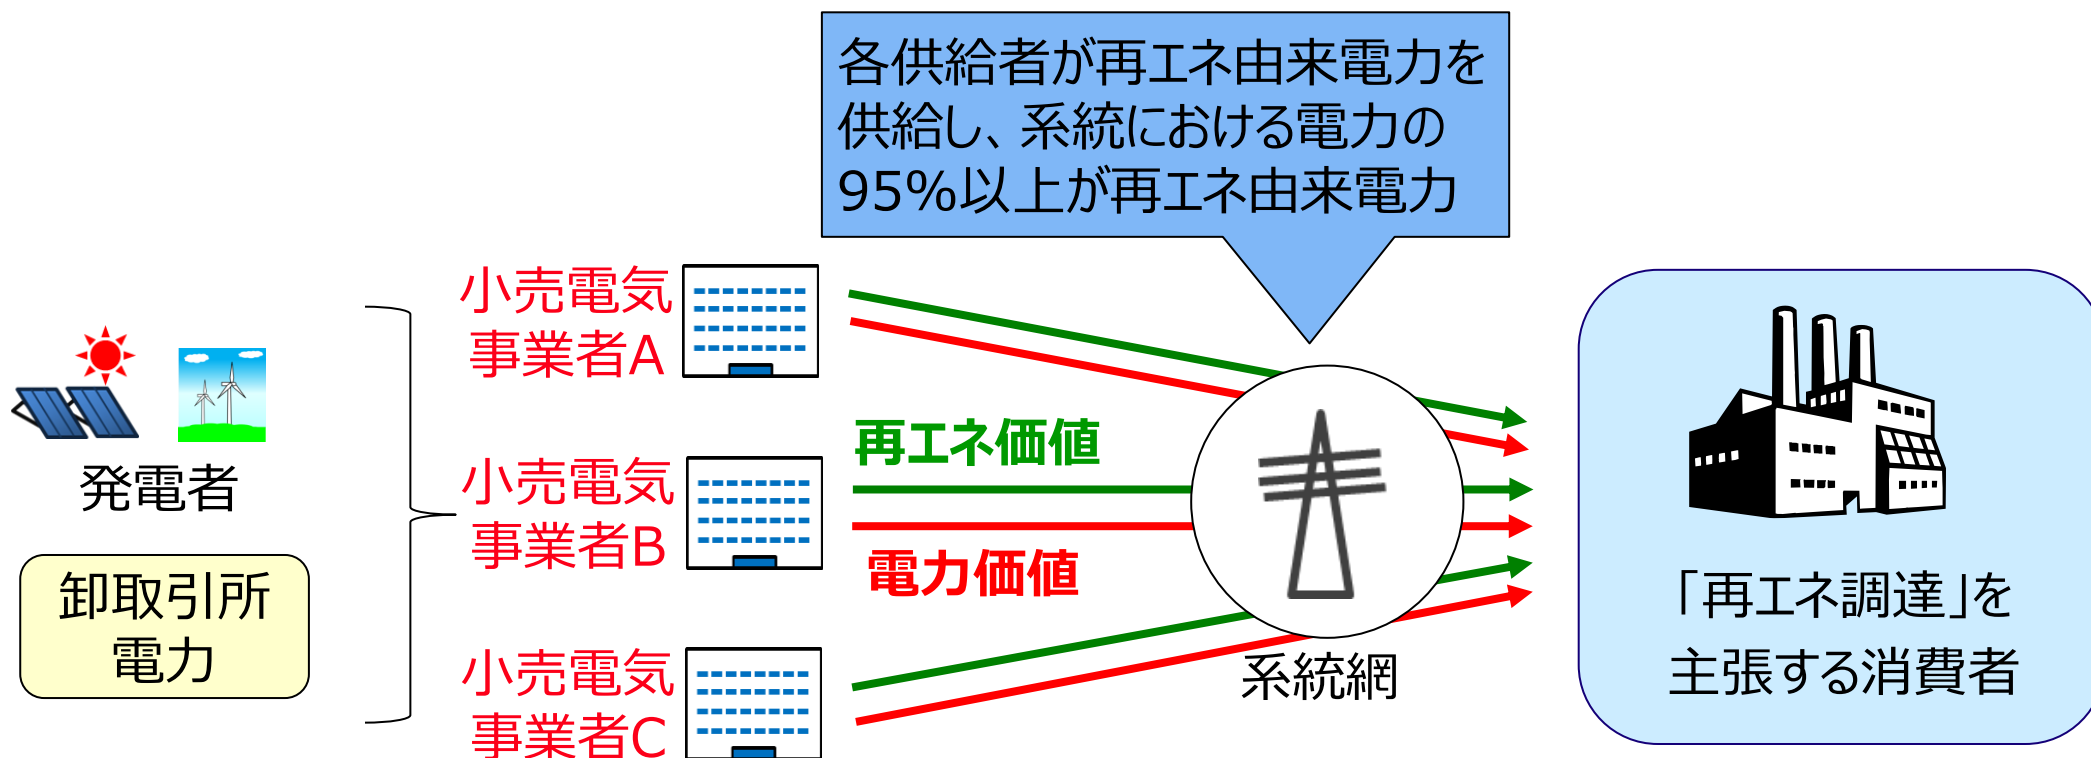 各供給者が再エネ由来電力を
供給し、系統における電力の
95%以上が再エネ由来電力
発電者
卸取引所
電力
小売電気
事業者A
小売電気
事業者B
小売電気
事業者C
再エネ価値
電力価値
系統網
「再エネ調達」を
主張する消費者